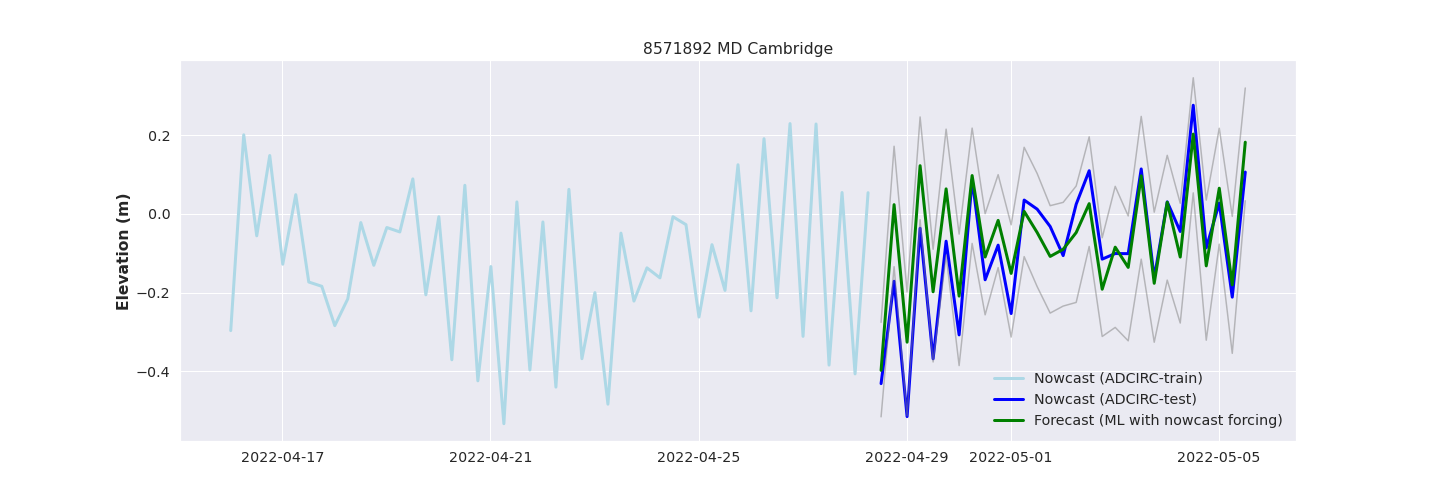 8571892 MD Cambridge
Elevation (m)
0.2
0.0
−0.2
−0.4
Nowcast (ADCIRC-train)
Nowcast (ADCIRC-test)
Forecast (ML with nowcast forcing)
2022-04-17
2022-04-21
2022-04-25
2022-04-29
2022-05-01
2022-05-05